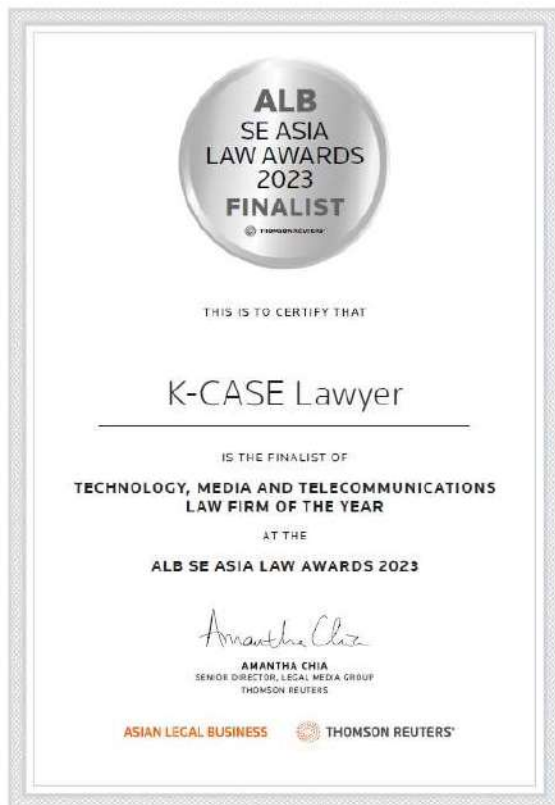 ALB
SE ASIA
LAW AWARDS
2023
FINALIST
THOMSON REUTERS®
THIS IS TO CERTIFY THAT
K-CASE Lawyer
IS THE FINALIST OF
TECHNOLOGY, MEDIA AND TELECOMMUNICATIONS
LAW FIRM OF THE YEAR
AT THE
ALB SE ASIA LAW AWARDS 2023
Amantha Chia
AMANTHA CHIA
SENIOR DIRECTOR, LEGAL MEDIA GROUP
THOMSON REUTERS
ASIAN LEGAL BUSINESS
THOMSON REUTERS®